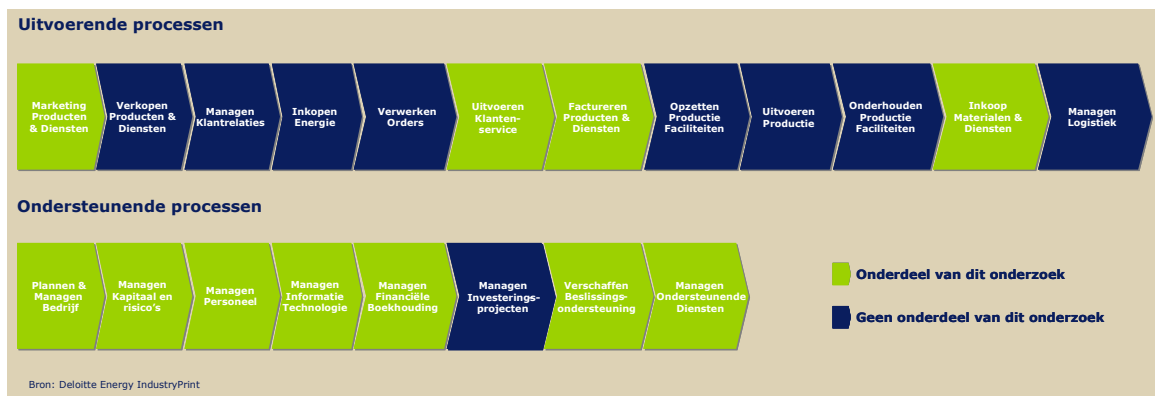 Uitvoerende processen
Marketing
Producten
& Diensten
Verkopen
Producten &
Diensten
Managen
Klantrelaties
Inkopen
Energie
Verwerken
Orders
Uitvoeren
Klanten-
service
Factureren
Producten &
Diensten
Opzetten
Productie
Faciliteiten
Uitvoeren
Productie
Onderhouden
Productie
Faciliteiten
Inkoop
Materialen &
Diensten
Managen
Logistiek
Ondersteunende processen
Plannen &
Managen
Bedrijf
Managen
Kapitaal en
risico's
Managen
Personeel
Managen
Informatie
Technologie
Managen
Financiële
Boekhouding
Managen
Investerings-
projecten
Verschaffen
Beslissings-
ondersteuning
Managen
Ondersteunende
Diensten
Onderdeel van dit onderzoek
Geen onderdeel van dit onderzoek
Bron: Deloitte Energy IndustryPrint